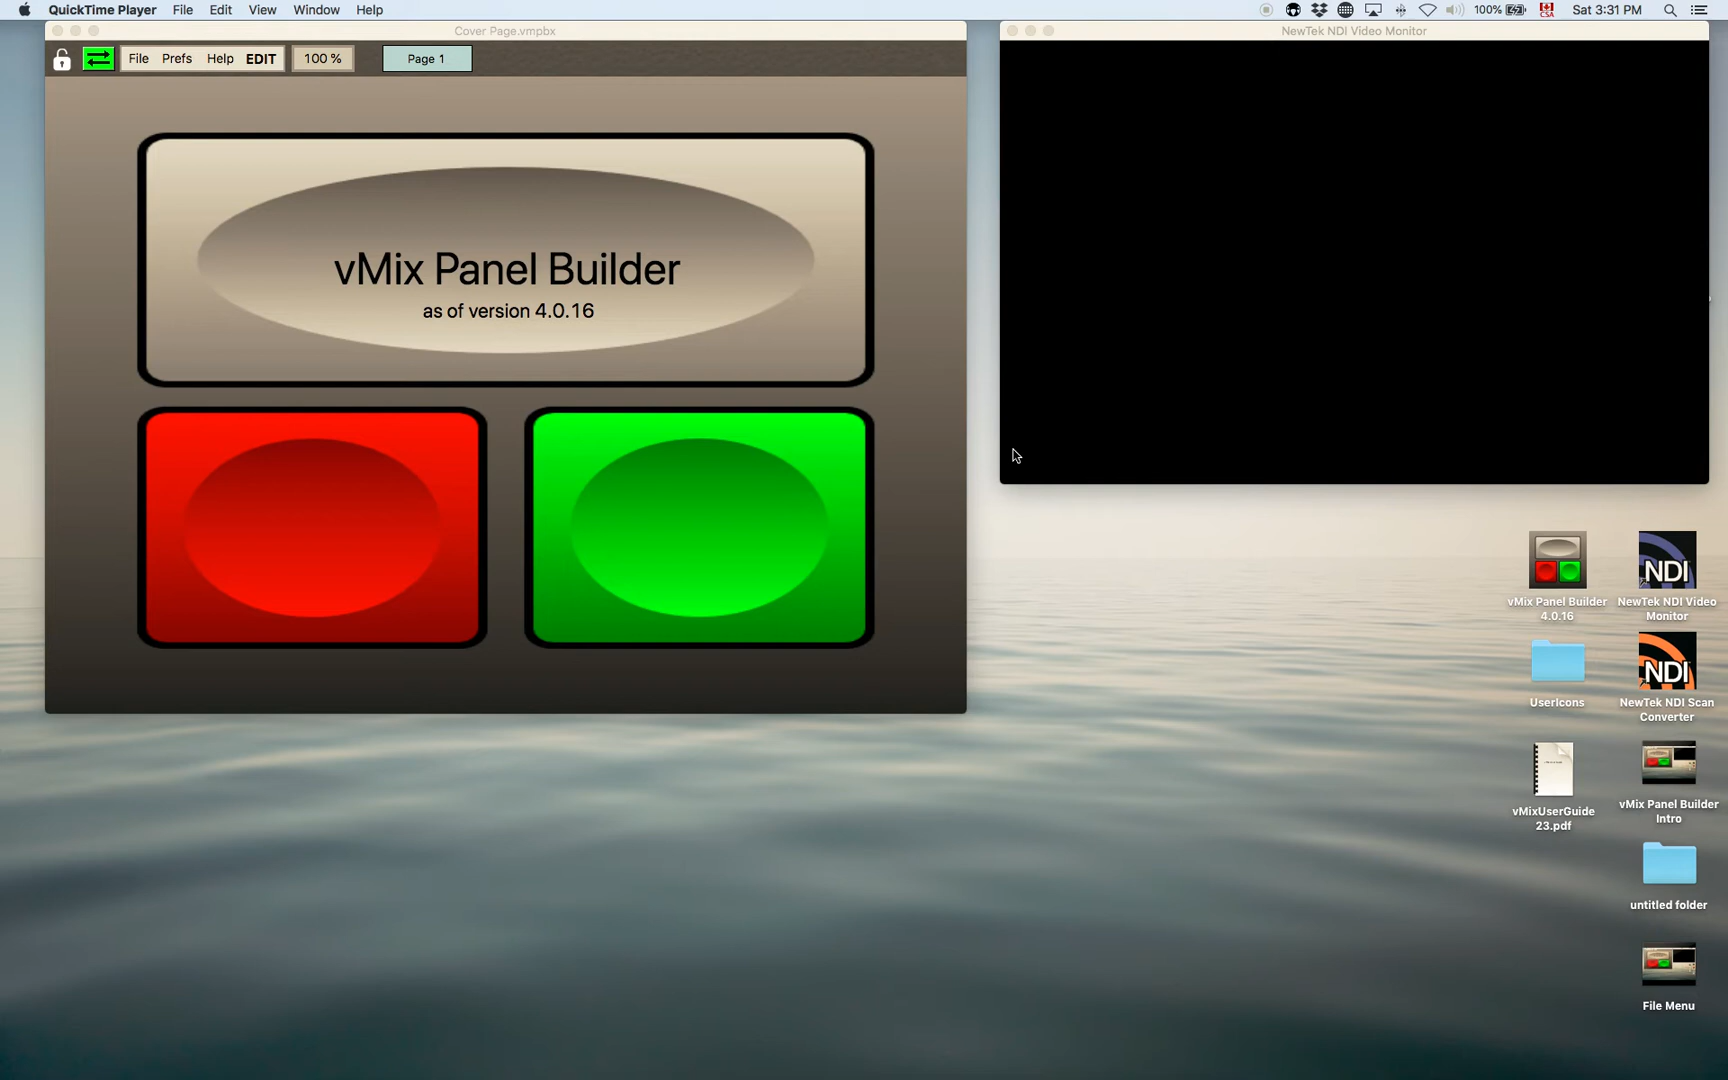 QuickTime Player File Edit View Window Help
100% CSA Sat 3:31 PM
Cover Page.vmpbx
File Prefs Help EDIT 100 % Page 1
vMix Panel Builder
as of version 4.0.16
NewTek NDI Video Monitor
vMix Panel Builder
4.0.16
NDI
NewTek NDI Video
Monitor
UserIcons
NDI
NewTek NDI Scan
Converter
vMixUserGuide
23.pdf
vMix Panel Builder
Intro
untitled folder
File Menu